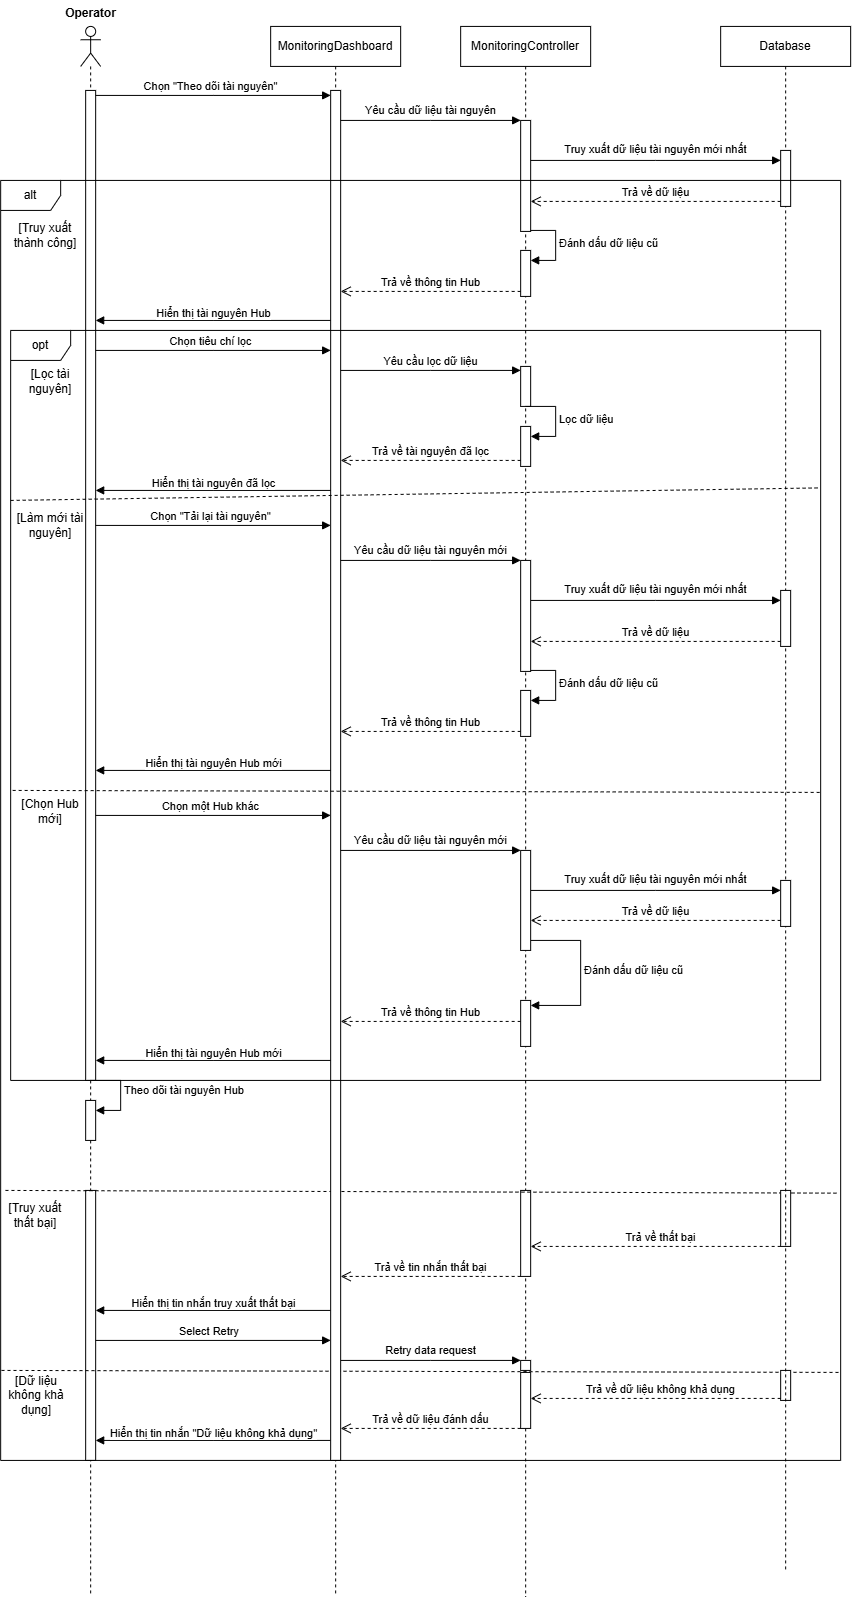 Operator
MonitoringDashboard
MonitoringController
Database
Chọn "Theo dõi tài nguyên"
Yêu cầu dữ liệu tài nguyên
Truy xuất dữ liệu tài nguyên mới nhất
alt
Trả về dữ liệu
[Truy xuất
thành công]
Đánh dấu dữ liệu cũ
Trả về thông tin Hub
Hiển thị tài nguyên Hub
opt
Chọn tiêu chí lọc
Yêu cầu lọc dữ liệu
[Lọc tài
nguyên]
Lọc dữ liệu
Trả về tài nguyên đã lọc
Hiển thị tài nguyên đã lọc
[Làm mới tài
nguyên]
Chọn "Tải lại tài nguyên"
Yêu cầu dữ liệu tài nguyên mới
Truy xuất dữ liệu tài nguyên mới nhất
Trả về dữ liệu
Đánh dấu dữ liệu cũ
Trả về thông tin Hub
Hiển thị tài nguyên Hub mới
[Chọn Hub
mới]
Chọn một Hub khác
Yêu cầu dữ liệu tài nguyên mới
Truy xuất dữ liệu tài nguyên mới nhất
Trả về dữ liệu
Đánh dấu dữ liệu cũ
Trả về thông tin Hub
Hiển thị tài nguyên Hub mới
Theo dõi tài nguyên Hub
[Truy xuất
thất bại]
Trả về thất bại
Trả về tin nhắn thất bại
Hiển thị tin nhắn truy xuất thất bại
Select Retry
Retry data request
[Dữ liệu
không khả
dụng]
Trả về dữ liệu không khả dụng
Trả về dữ liệu đánh dấu
Hiển thị tin nhắn "Dữ liệu không khả dụng"